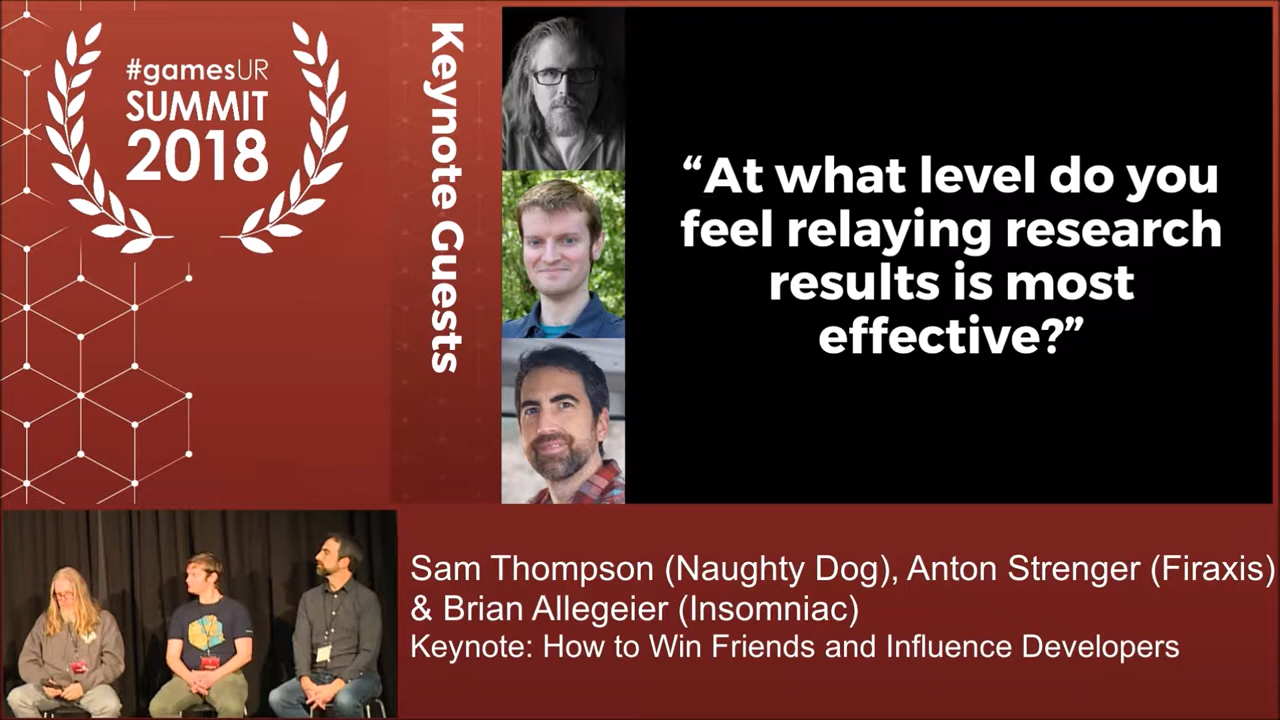 #gamesUR
SUMMIT
2018
Keynote Guests
“At what level do you
feel relaying research
results is most
effective?”
Sam Thompson (Naughty Dog), Anton Strenger (Firaxis)
& Brian Allegeier (Insomniac)
Keynote: How to Win Friends and Influence Developers